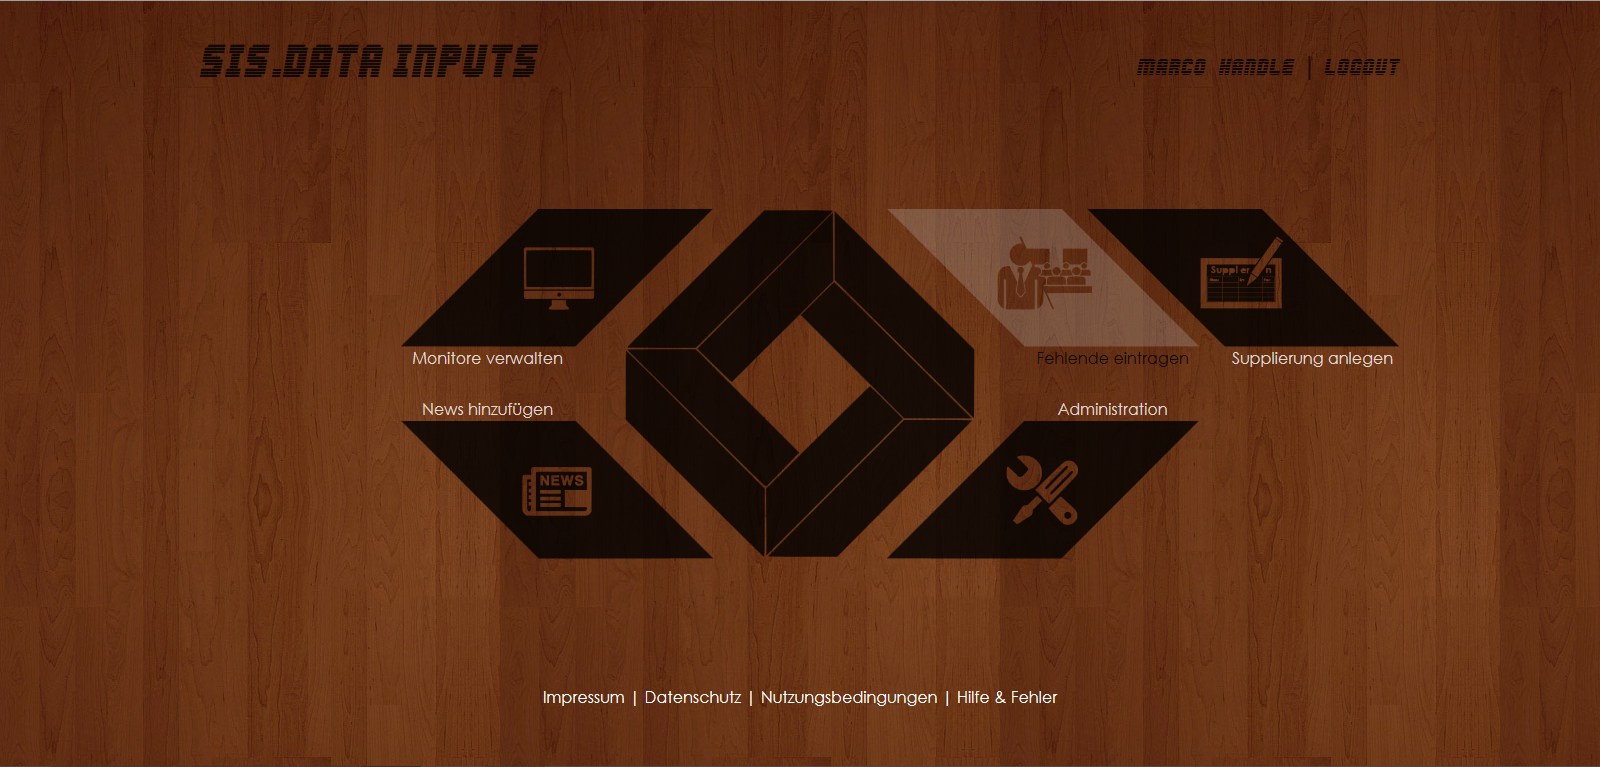 SIS.DATA INPUTS
MARCO HANDLE | LOGOUT
Monitore verwalten
Fehlende eintragen
Supplierung anlegen
News hinzufügen
Administration
NEWS
Impressum | Datenschutz | Nutzungsbedingungen | Hilfe & Fehler